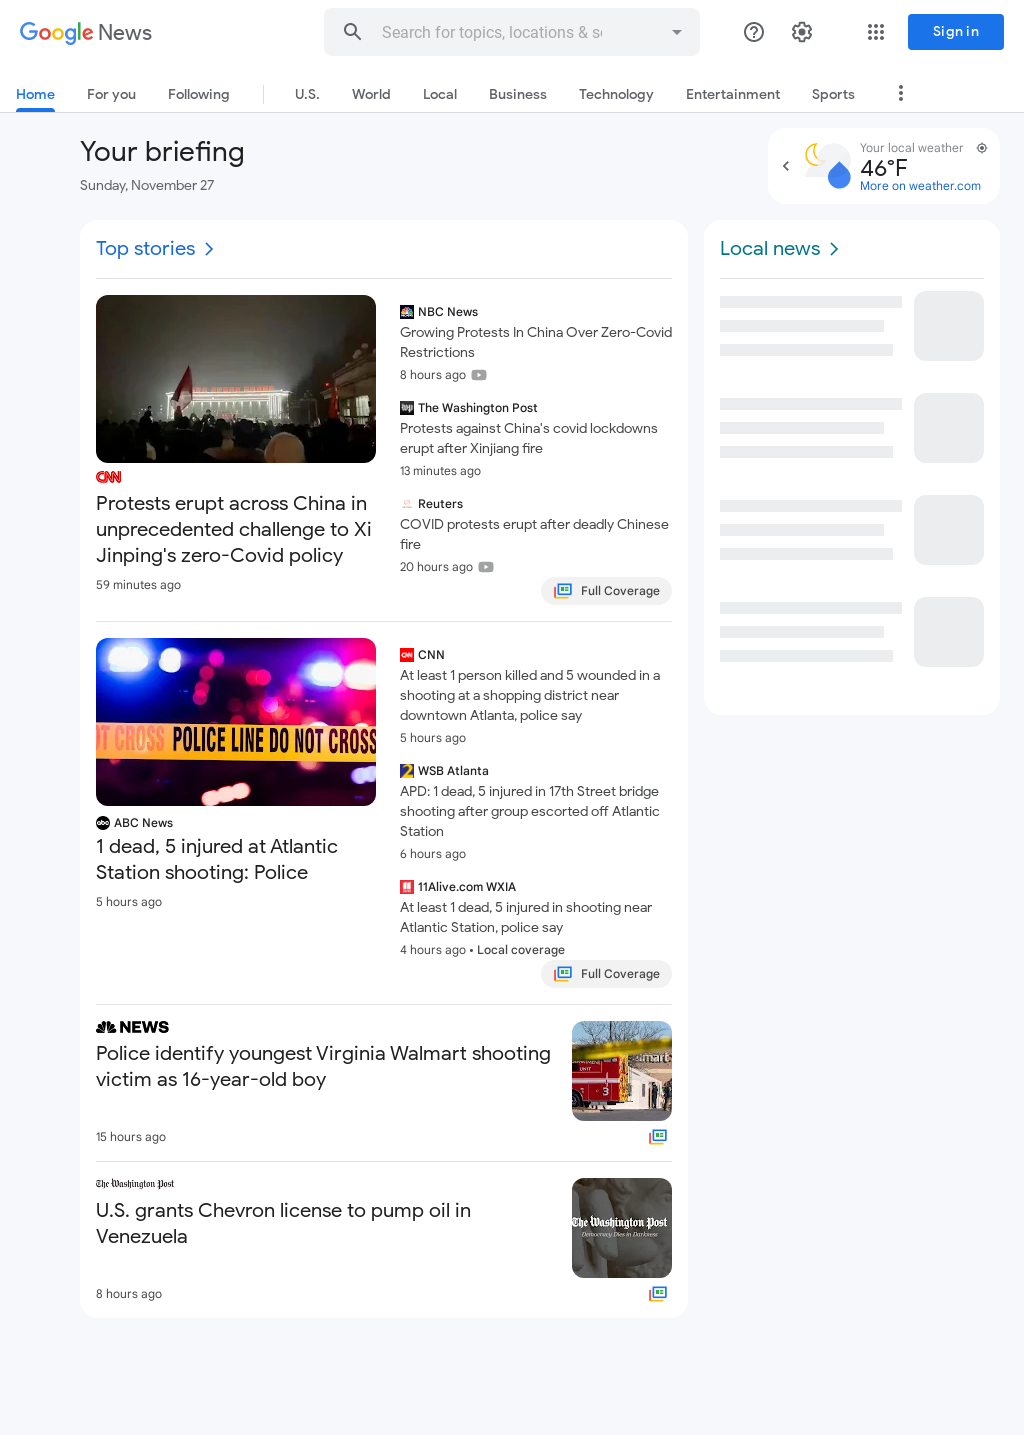 Google News
Search for topics, locations & so
Sign in
Home
For you
Following
U.S.
World
Local
Business
Technology
Entertainment
Sports
Your briefing
Sunday, November 27
Your local weather
46°F
More on weather.com
Top stories
CNN
Protests erupt across China in
unprecedented challenge to Xi
Jinping's zero-Covid policy
59 minutes ago
NBC News
Growing Protests In China Over Zero-Covid
Restrictions
8 hours ago
The Washington Post
Protests against China's covid lockdowns
erupt after Xinjiang fire
13 minutes ago
Reuters
COVID protests erupt after deadly Chinese
fire
20 hours ago
Full Coverage
OT CROSS POLICE LINE DO NOT CROSS
abc
ABC News
1 dead, 5 injured at Atlantic
Station shooting: Police
5 hours ago
CNN
CNN
At least 1 person killed and 5 wounded in a
shooting at a shopping district near
downtown Atlanta, police say
5 hours ago
2
WSB Atlanta
APD: 1 dead, 5 injured in 17th Street bridge
shooting after group escorted off Atlantic
Station
6 hours ago
11
11Alive.com WXIA
At least 1 dead, 5 injured in shooting near
Atlantic Station, police say
4 hours ago • Local coverage
Full Coverage
NEWS
Police identify youngest Virginia Walmart shooting
victim as 16-year-old boy
15 hours ago
mart
UNIT
3
The Washington Post
U.S. grants Chevron license to pump oil in
Venezuela
8 hours ago
The Washington Post
Democracy Dies in Darkness
Local news